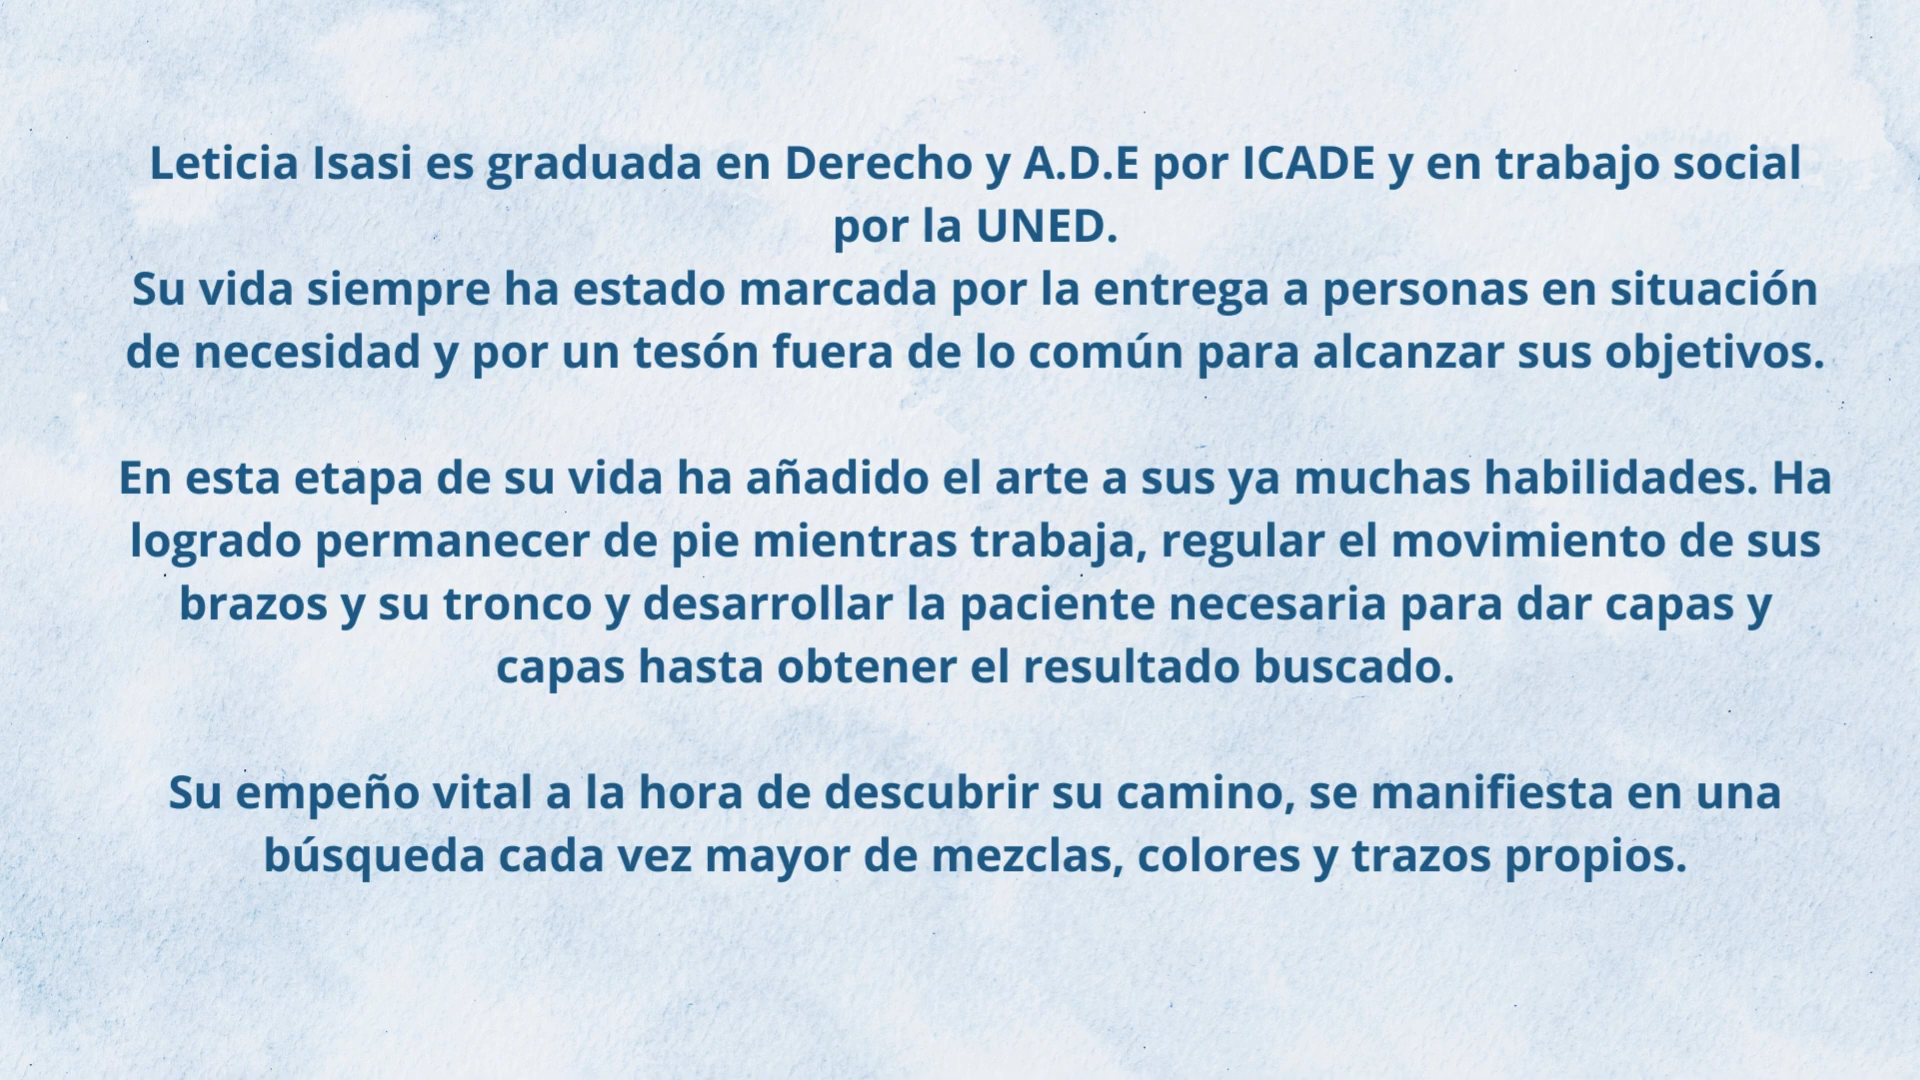 Leticia Isasi es graduada en Derecho y A.D.E por ICADE y en trabajo social
por la UNED.
Su vida siempre ha estado marcada por la entrega a personas en situación
de necesidad y por un tesón fuera de lo común para alcanzar sus objetivos.
En esta etapa de su vida ha añadido el arte a sus ya muchas habilidades. Ha
logrado permanecer de pie mientras trabaja, regular el movimiento de sus
brazos y su tronco y desarrollar la paciente necesaria para dar capas y
capas hasta obtener el resultado buscado.
Su empeño vital a la hora de descubrir su camino, se manifiesta en una
búsqueda cada vez mayor de mezclas, colores y trazos propios.